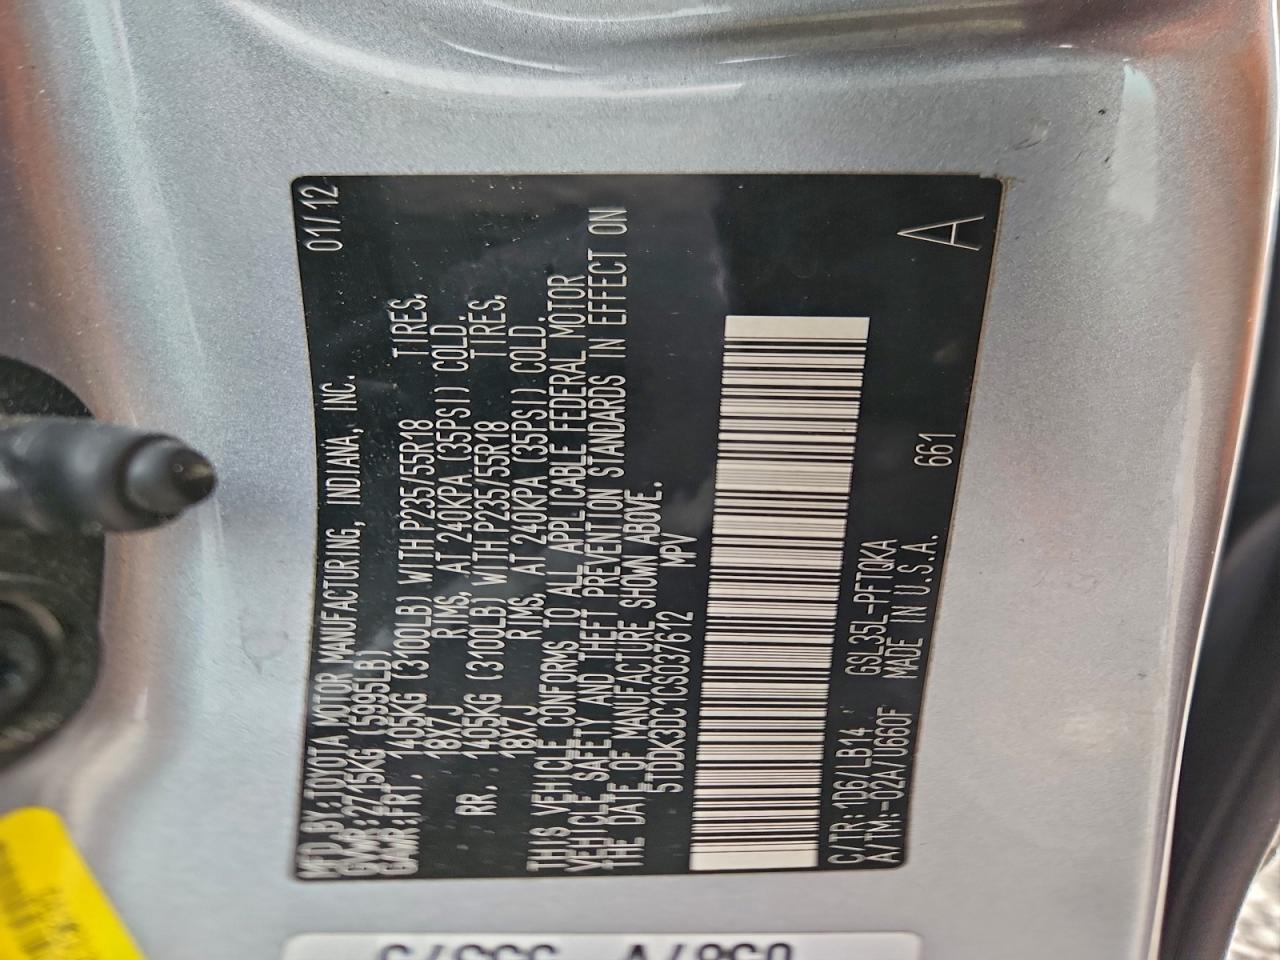 MFD BY:TOYOTA MOTOR MANUFACTURING, INDIANA, INC. 01/12
GVWR:2715KG (5995LB)
GAWR:FRT. 1405KG (3100LB) WITH P235/55R18 TIRES,
18X7J RIMS, AT 240KPA (35PSI) COLD.
RR. 1405KG (3100LB) WITH P235/55R18 TIRES,
18X7J RIMS, AT 240KPA (35PSI) COLD.
THIS VEHICLE CONFORMS TO ALL APPLICABLE FEDERAL MOTOR
VEHICLE SAFETY AND THEFT PREVENTION STANDARDS IN EFFECT ON
THE DATE OF MANUFACTURE SHOWN ABOVE.
5TDDK3DC1CS037612 MPV
C/TR:1D6/LB14 GSL35L-PFTQKA 661 A
A/TM:-02A/U660F MADE IN U.S.A.